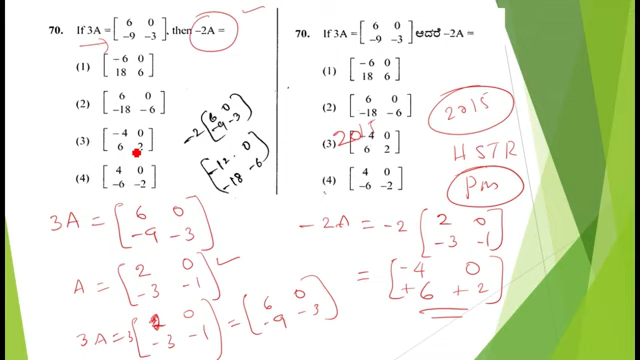 70. If 3A = [ 6 0
-9 -3 ], then -2A =
(1) [ -6 0
18 6 ]
(2) [ 6 0
-18 -6 ]
(3) [ -4 0
6 2 ]
(4) [ 4 0
-6 -2 ]
-2 ( 6 0
-9 -3 )
( -12 0
-18 -6 )
70. If 3A = [ 6 0
-9 -3 ] ಆದರೆ -2A =
(1) [ -6 0
18 6 ]
(2) [ 6 0
-18 -6 ]
(3) [ -4 0
6 2 ]
(4) [ 4 0
-6 -2 ]
2015
2015
HSTR
Pm
3A = [ 6 0
-9 -3 ]
A = [ 2 0
-3 -1 ]
3A = 3 [ 2 0
-3 -1 ] = [ 6 0
-9 -3 ]
-2A = -2 [ 2 0
-3 -1 ]
= [ -4 0
+6 +2 ]